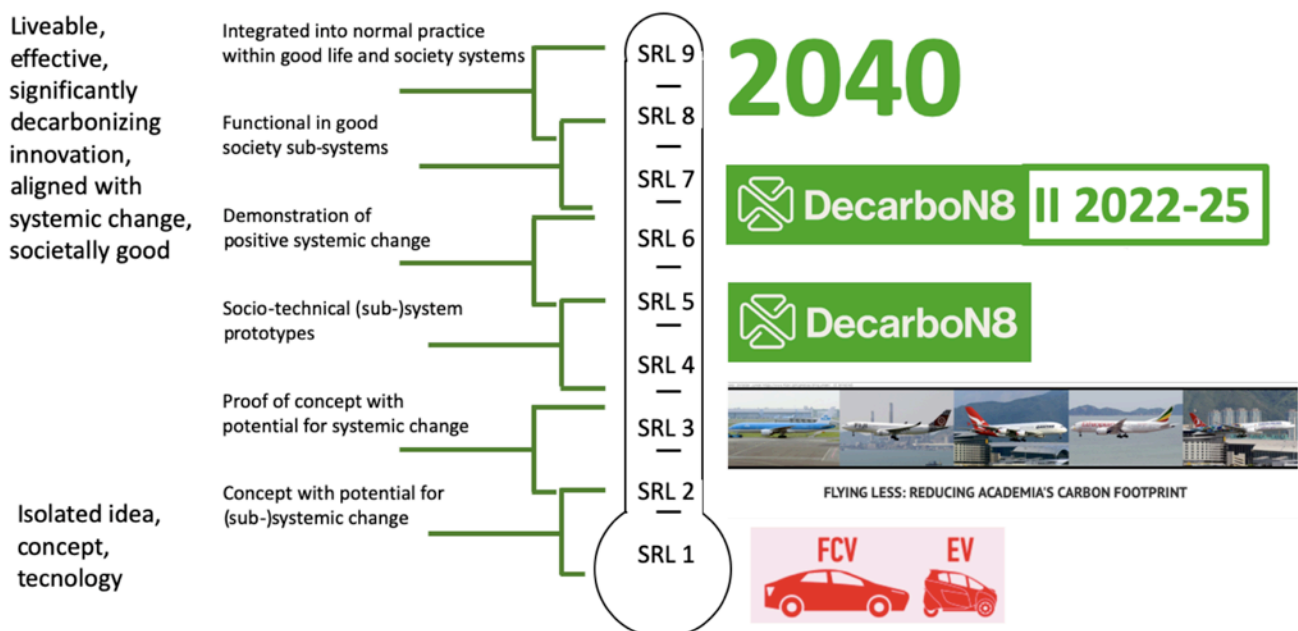 Liveable,
effective,
significantly
decarbonizing
innovation,
aligned with
systemic change,
societally good
Isolated idea,
concept,
tecnology
Integrated into normal practice
within good life and society systems
Functional in good
society sub-systems
Demonstration of
positive systemic change
Socio-technical (sub-)system
prototypes
Proof of concept with
potential for systemic change
Concept with potential for
(sub-)systemic change
SRL 9
SRL 8
SRL 7
SRL 6
SRL 5
SRL 4
SRL 3
SRL 2
SRL 1
2040
DecarboN8 II 2022-25
DecarboN8
FLYING LESS: REDUCING ACADEMIA'S CARBON FOOTPRINT
FCV EV